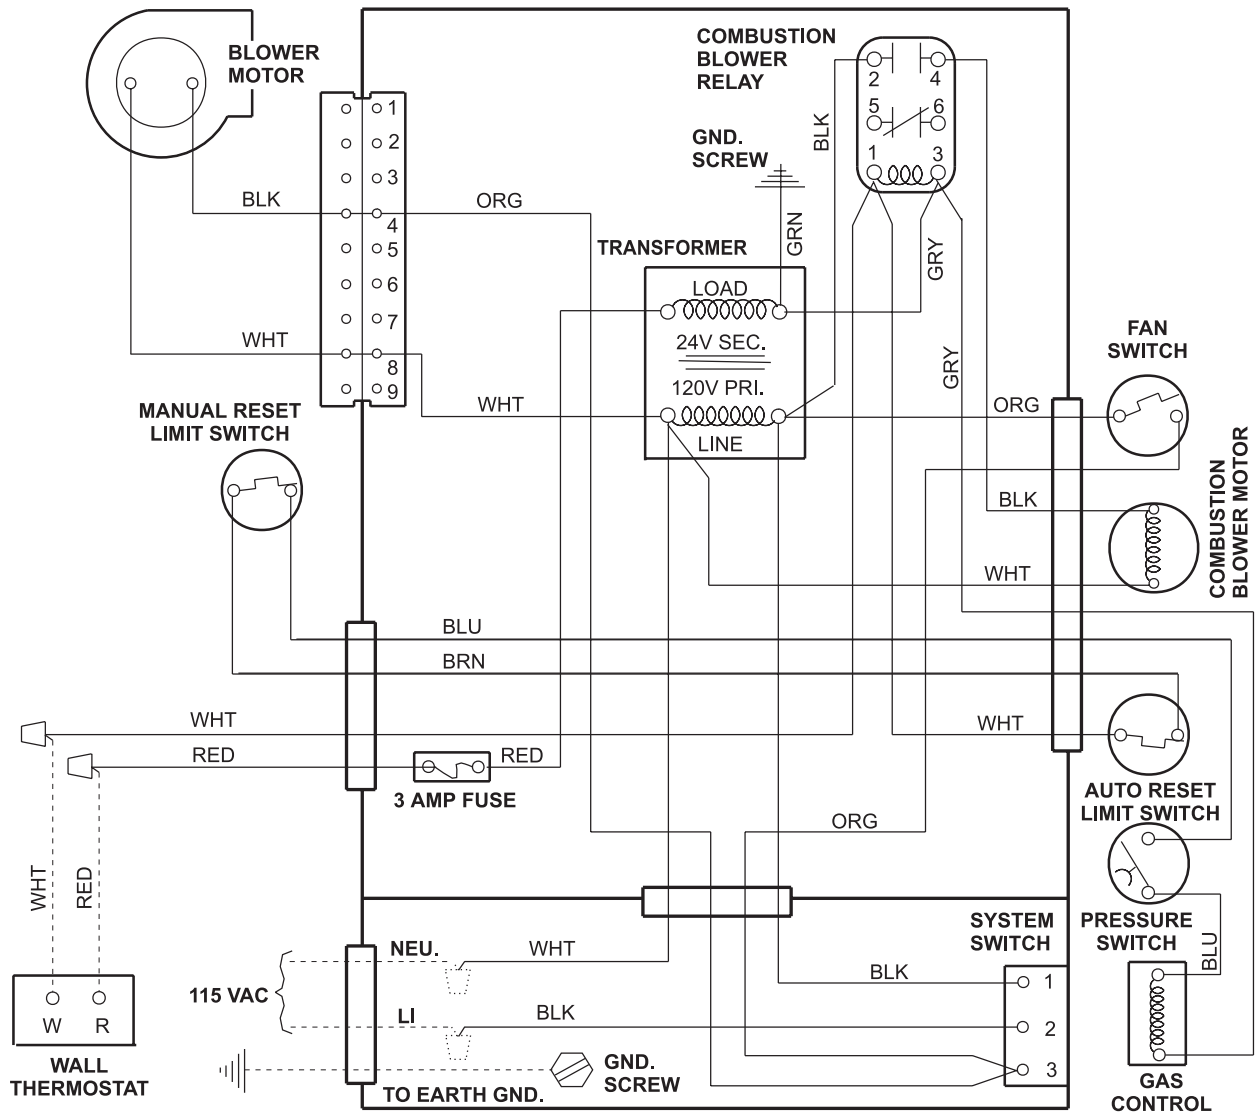 BLOWER
MOTOR
COMBUSTION
BLOWER
RELAY
2
4
5
6
1
3
BLK
GND.
SCREW
GRN
GRY
GRY
1
2
3
4
5
6
7
8
9
BLK
ORG
TRANSFORMER
LOAD
24V SEC.
120V PRI.
LINE
WHT
WHT
FAN
SWITCH
ORG
MANUAL RESET
LIMIT SWITCH
COMBUSTION
BLOWER MOTOR
BLK
WHT
BLU
BRN
WHT
WHT
RED
RED
3 AMP FUSE
AUTO RESET
LIMIT SWITCH
ORG
WHT
RED
SYSTEM
SWITCH
PRESSURE
SWITCH
BLU
NEU.
WHT
BLK
115 VAC
LI
BLK
1
2
3
W
R
WALL
THERMOSTAT
GND.
SCREW
TO EARTH GND.
GAS
CONTROL